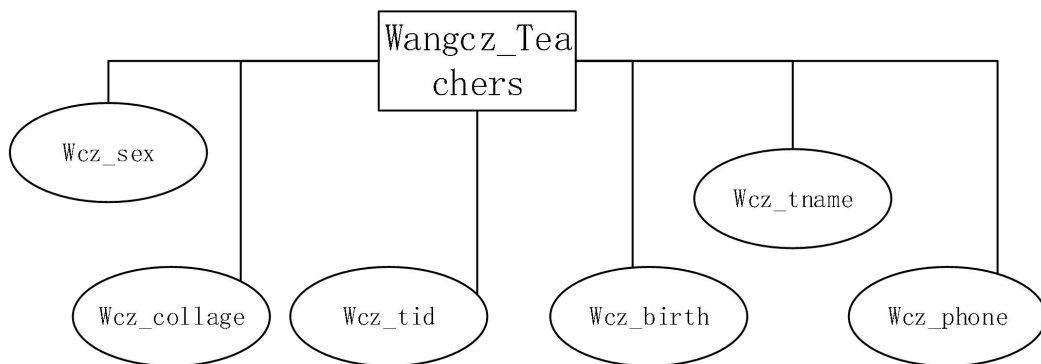 Wangcz_Tea
chers
Wcz_sex
Wcz_tname
Wcz_collage
Wcz_tid
Wcz_birth
Wcz_phone